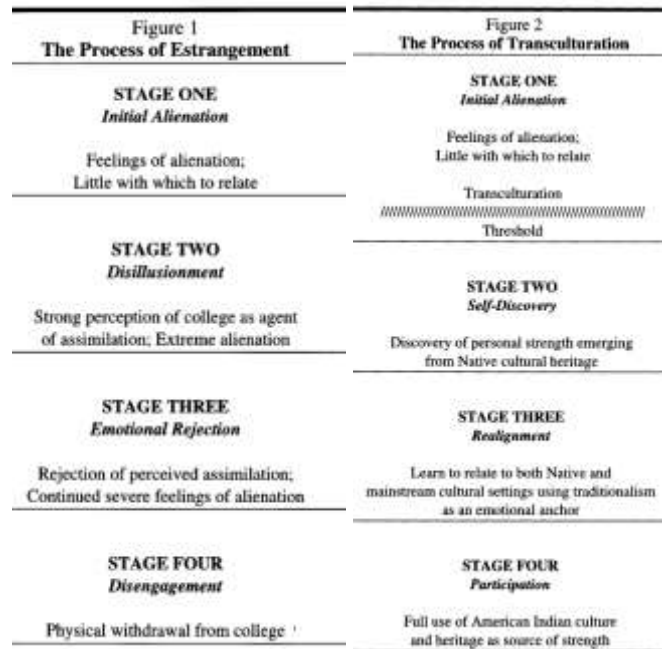 Figure 1
The Process of Estrangement
STAGE ONE
Initial Alienation
Feelings of alienation;
Little with which to relate
STAGE TWO
Disillusionment
Strong perception of college as agent
of assimilation; Extreme alienation
STAGE THREE
Emotional Rejection
Rejection of perceived assimilation;
Continued severe feelings of alienation
STAGE FOUR
Disengagement
Physical withdrawal from college
Figure 2
The Process of Transculturation
STAGE ONE
Initial Alienation
Feelings of alienation;
Little with which to relate
Transculturation
Threshold
STAGE TWO
Self-Discovery
Discovery of personal strength emerging
from Native cultural heritage
STAGE THREE
Realignment
Learn to relate to both Native and
mainstream cultural settings using traditionalism
as an emotional anchor
STAGE FOUR
Participation
Full use of American Indian culture
and heritage as source of strength